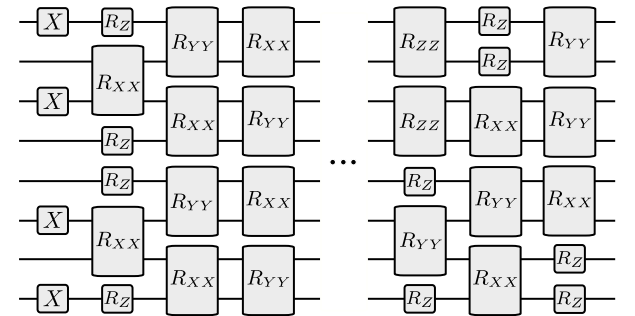 X R_Z R_YY R_XX R_ZZ R_Z R_YY
R_XX R_Z
X R_XX R_YY R_ZZ R_XX R_YY
R_Z
...
R_Z R_YY R_XX R_Z R_YY R_XX
X R_XX R_YY
R_XX R_YY R_XX R_Z
X R_Z R_Z R_Z